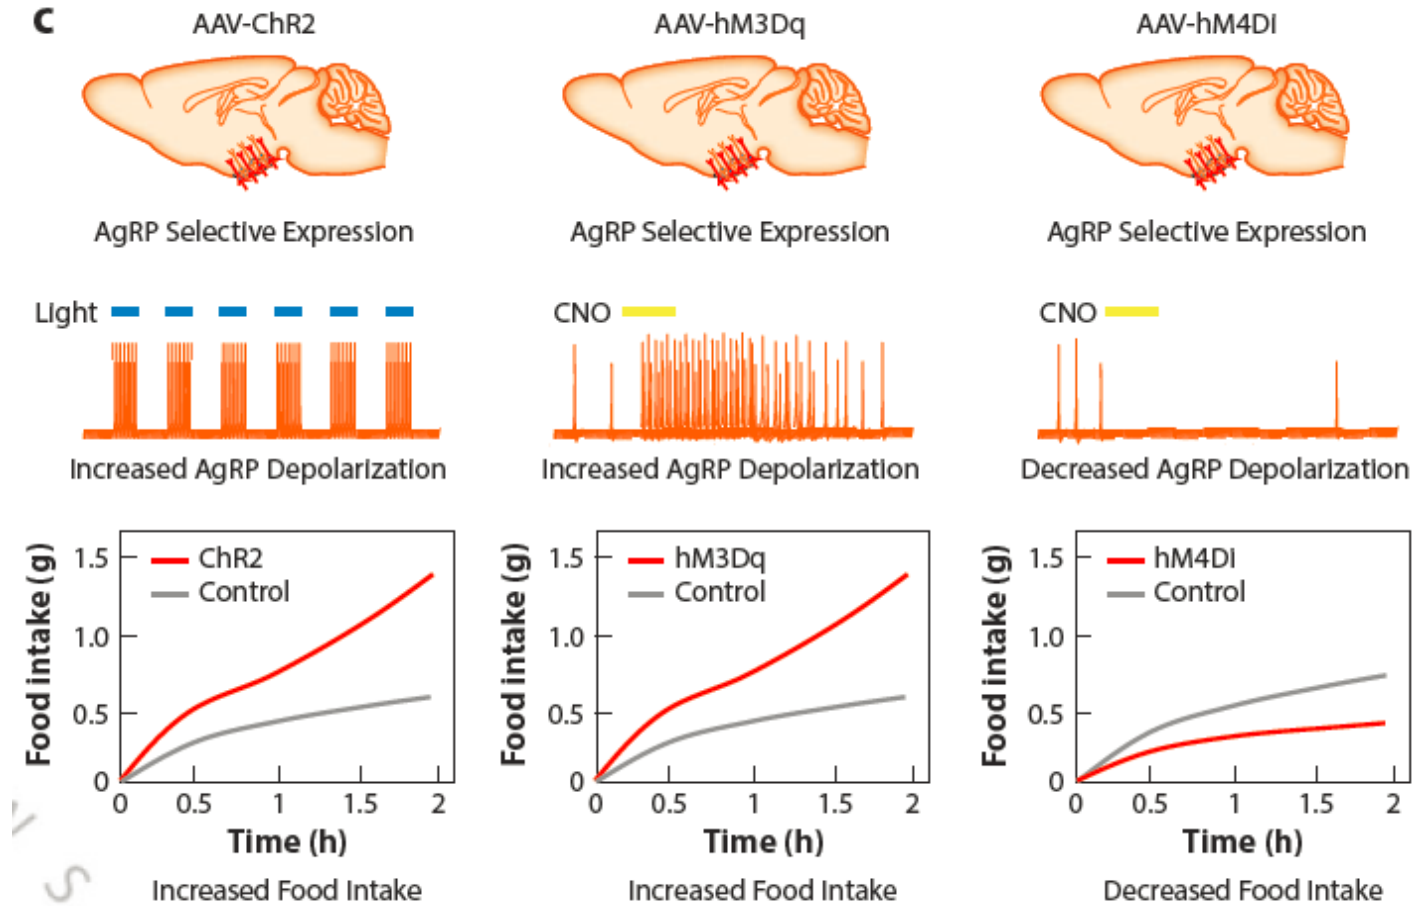 C
AAV-ChR2
AAV-hM3Dq
AAV-hM4DI
AgRP Selective Expression
AgRP Selective Expression
AgRP Selective Expression
Light
CNO
CNO
Increased AgRP Depolarization
Increased AgRP Depolarization
Decreased AgRP Depolarization
Food intake (g)
1.5
1.0
0.5
0
ChR2
Control
0 0.5 1 1.5 2
Time (h)
Increased Food Intake
Food intake (g)
1.5
1.0
0.5
0
hM3Dq
Control
0 0.5 1 1.5 2
Time (h)
Increased Food Intake
Food intake (g)
1.5
1.0
0.5
0
hM4DI
Control
0 0.5 1 1.5 2
Time (h)
Decreased Food Intake